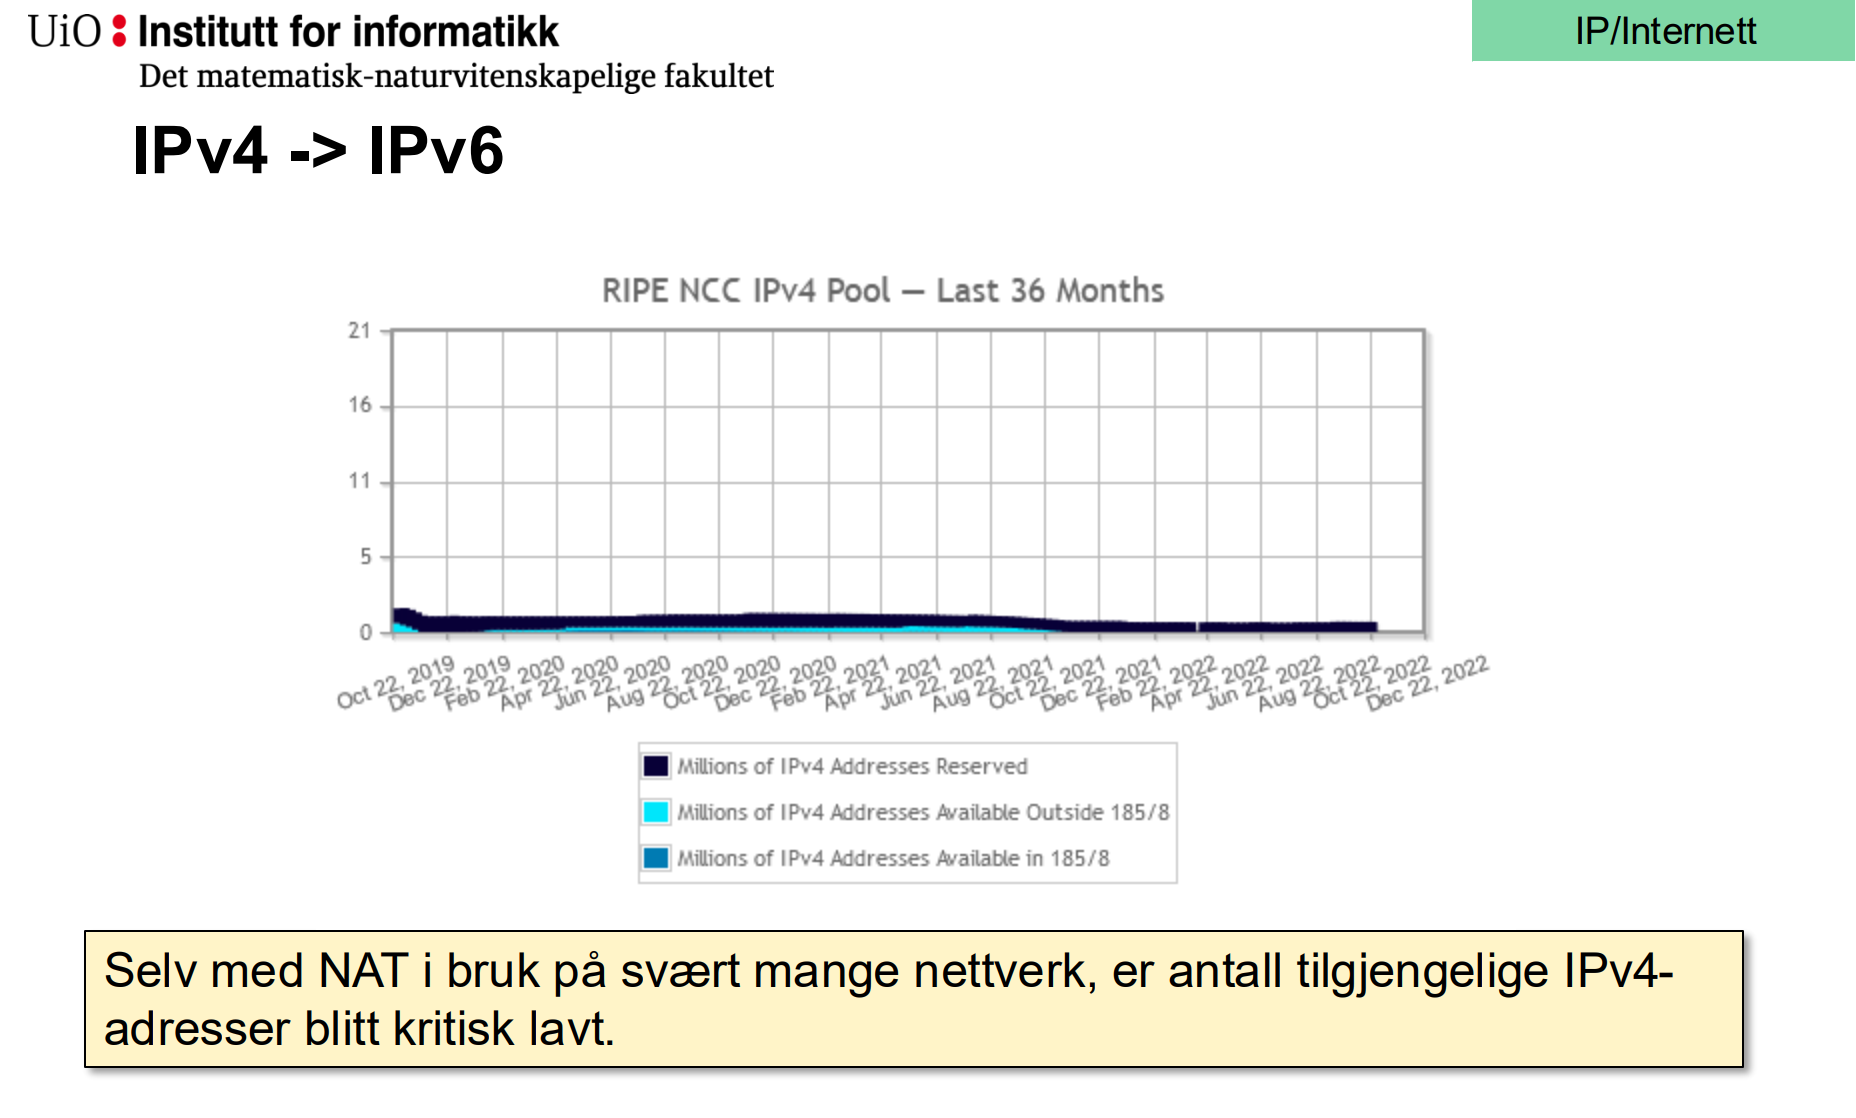 UiO : Institutt for informatikk
Det matematisk-naturvitenskapelige fakultet
IP/Internett
IPv4 -> IPv6
RIPE NCC IPv4 Pool — Last 36 Months
21
16
11
5
0
Oct 22, 2019
Dec 22, 2019
Feb 22, 2020
Apr 22, 2020
Jun 22, 2020
Aug 22, 2020
Oct 22, 2020
Dec 22, 2020
Feb 22, 2021
Apr 22, 2021
Jun 22, 2021
Aug 22, 2021
Oct 22, 2021
Dec 22, 2021
Feb 22, 2022
Apr 22, 2022
Jun 22, 2022
Aug 22, 2022
Oct 22, 2022
Dec 22, 2022
Millions of IPv4 Addresses Reserved
Millions of IPv4 Addresses Available Outside 185/8
Millions of IPv4 Addresses Available in 185/8
Selv med NAT i bruk på svært mange nettverk, er antall tilgjengelige IPv4-
adresser blitt kritisk lavt.